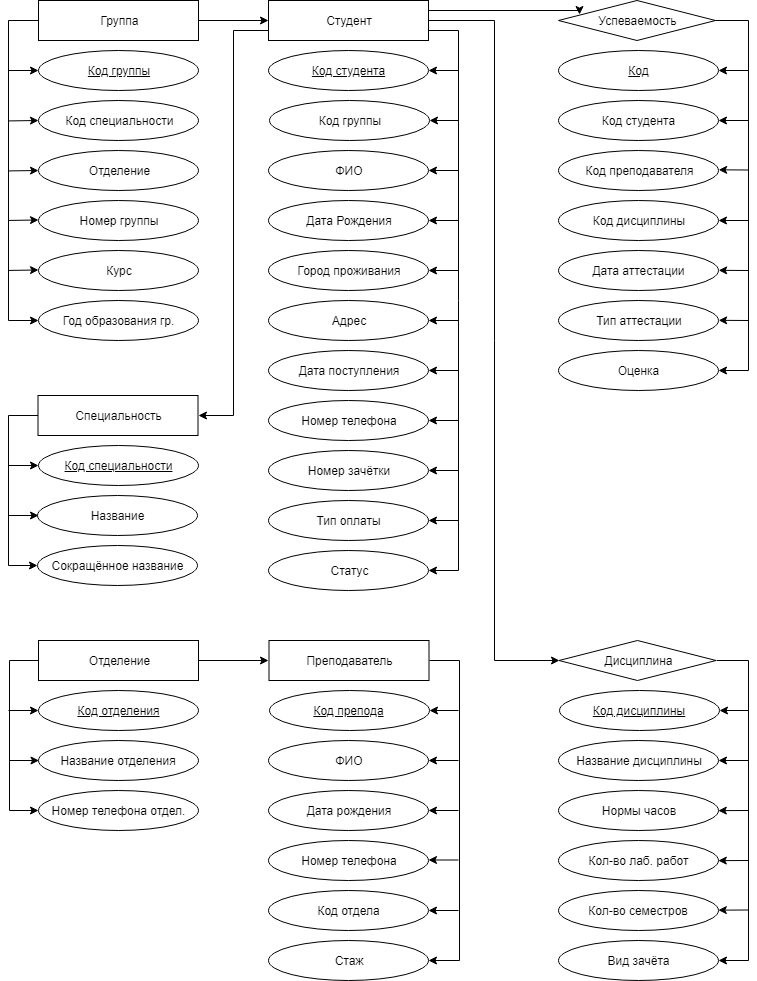 Группа
Код группы
Код специальности
Отделение
Номер группы
Курс
Год образования гр.
Студент
Код студента
Код группы
ФИО
Дата Рождения
Город проживания
Адрес
Дата поступления
Номер телефона
Номер зачётки
Тип оплаты
Статус
Успеваемость
Код
Код студента
Код преподавателя
Код дисциплины
Дата аттестации
Тип аттестации
Оценка
Специальность
Код специальности
Название
Сокращённое название
Отделение
Код отделения
Название отделения
Номер телефона отдел.
Преподаватель
Код препода
ФИО
Дата рождения
Номер телефона
Код отдела
Стаж
Дисциплина
Код дисциплины
Название дисциплины
Нормы часов
Кол-во лаб. работ
Кол-во семестров
Вид зачёта